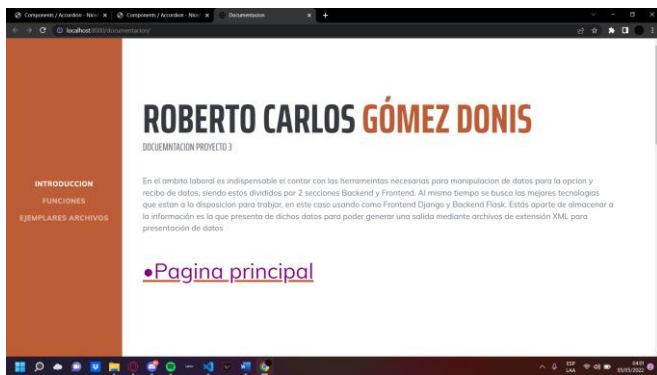 Components / Accordion - Nice
Components / Accordion - Nice
Documentacion
localhost:8000/documentacion/
ROBERTO CARLOS GÓMEZ DONIS
DOCUEMNTACION PROYECTO 3
INTRODUCCION
FUNCIONES
EJEMPLARES ARCHIVOS
En el ambito laboral es indispensable el contar con las herrameintas necesarias para manipulacion de datos para la opcion y
recibo de datos, siendo estos divididos por 2 secciones Backend y Frontend. Al mismo tiempo se busca las mejores tecnologias
que estan a la disposicion para trabjar, en este caso usando como Frontend Django y Backend Flask. Estás aparte de almacenar a
la información es la que presenta de dichos datos para poder generar una salida mediante archivos de extensión XML para
presentación de datos
•Pagina principal
ESP
LAA
04:01
05/05/2022